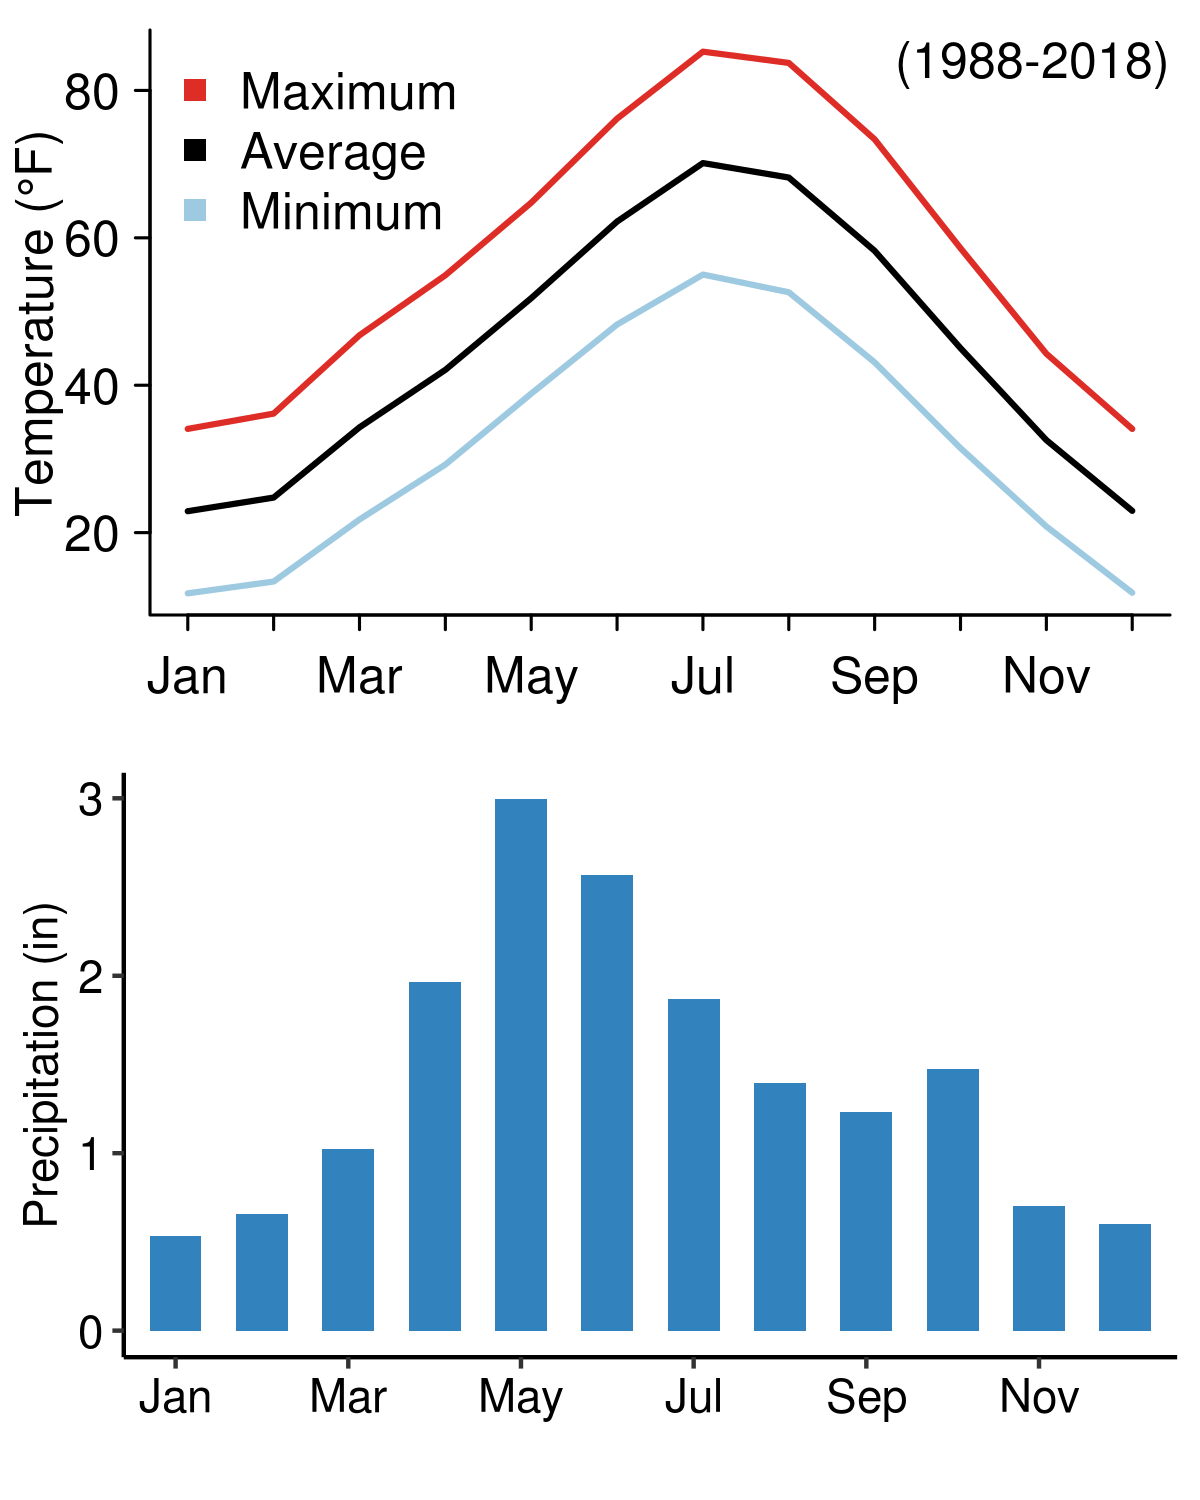 (1988-2018)
Maximum
Average
Minimum
Temperature (°F)
80
60
40
20
Jan Mar May Jul Sep Nov
Precipitation (in)
3
2
1
0
Jan Mar May Jul Sep Nov